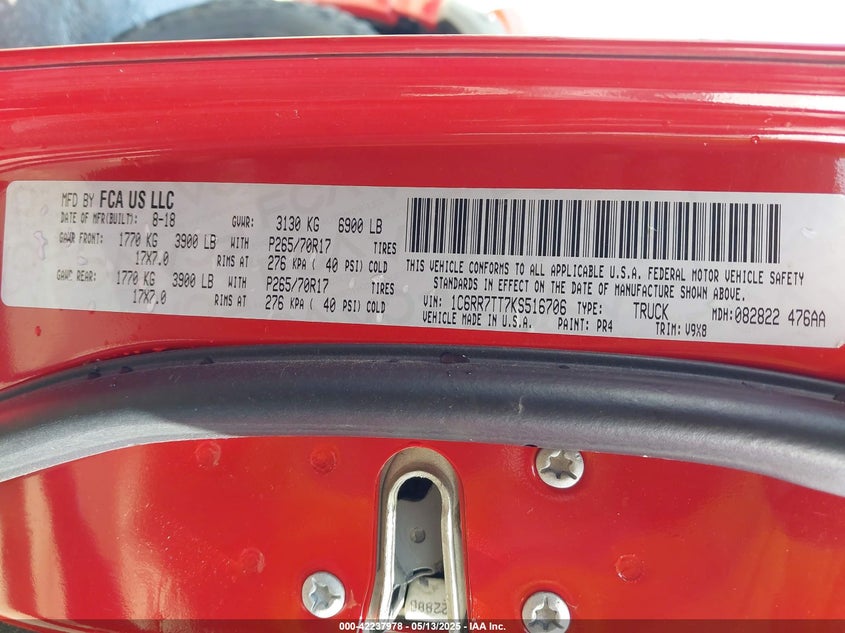 MFD BY FCA US LLC
DATE OF MFR(BUILT): 8-18 GVWR: 3130 KG 6900 LB
GAWR FRONT: 1770 KG 3900 LB WITH P265/70R17 TIRES
17X7.0 RIMS AT 276 KPA ( 40 PSI) COLD
GAWR REAR: 1770 KG 3900 LB WITH P265/70R17 TIRES
17X7.0 RIMS AT 276 KPA ( 40 PSI) COLD
THIS VEHICLE CONFORMS TO ALL APPLICABLE U.S.A. FEDERAL MOTOR VEHICLE SAFETY
STANDARDS IN EFFECT ON THE DATE OF MANUFACTURE SHOWN ABOVE.
VIN: 1C6RR7TT7KS516706 TYPE: TRUCK MDH:082822 476AA
VEHICLE MADE IN U.S.A. PAINT: PR4 TRIM: V9X8
000-42237978 - 05/13/2025 - IAA Inc.